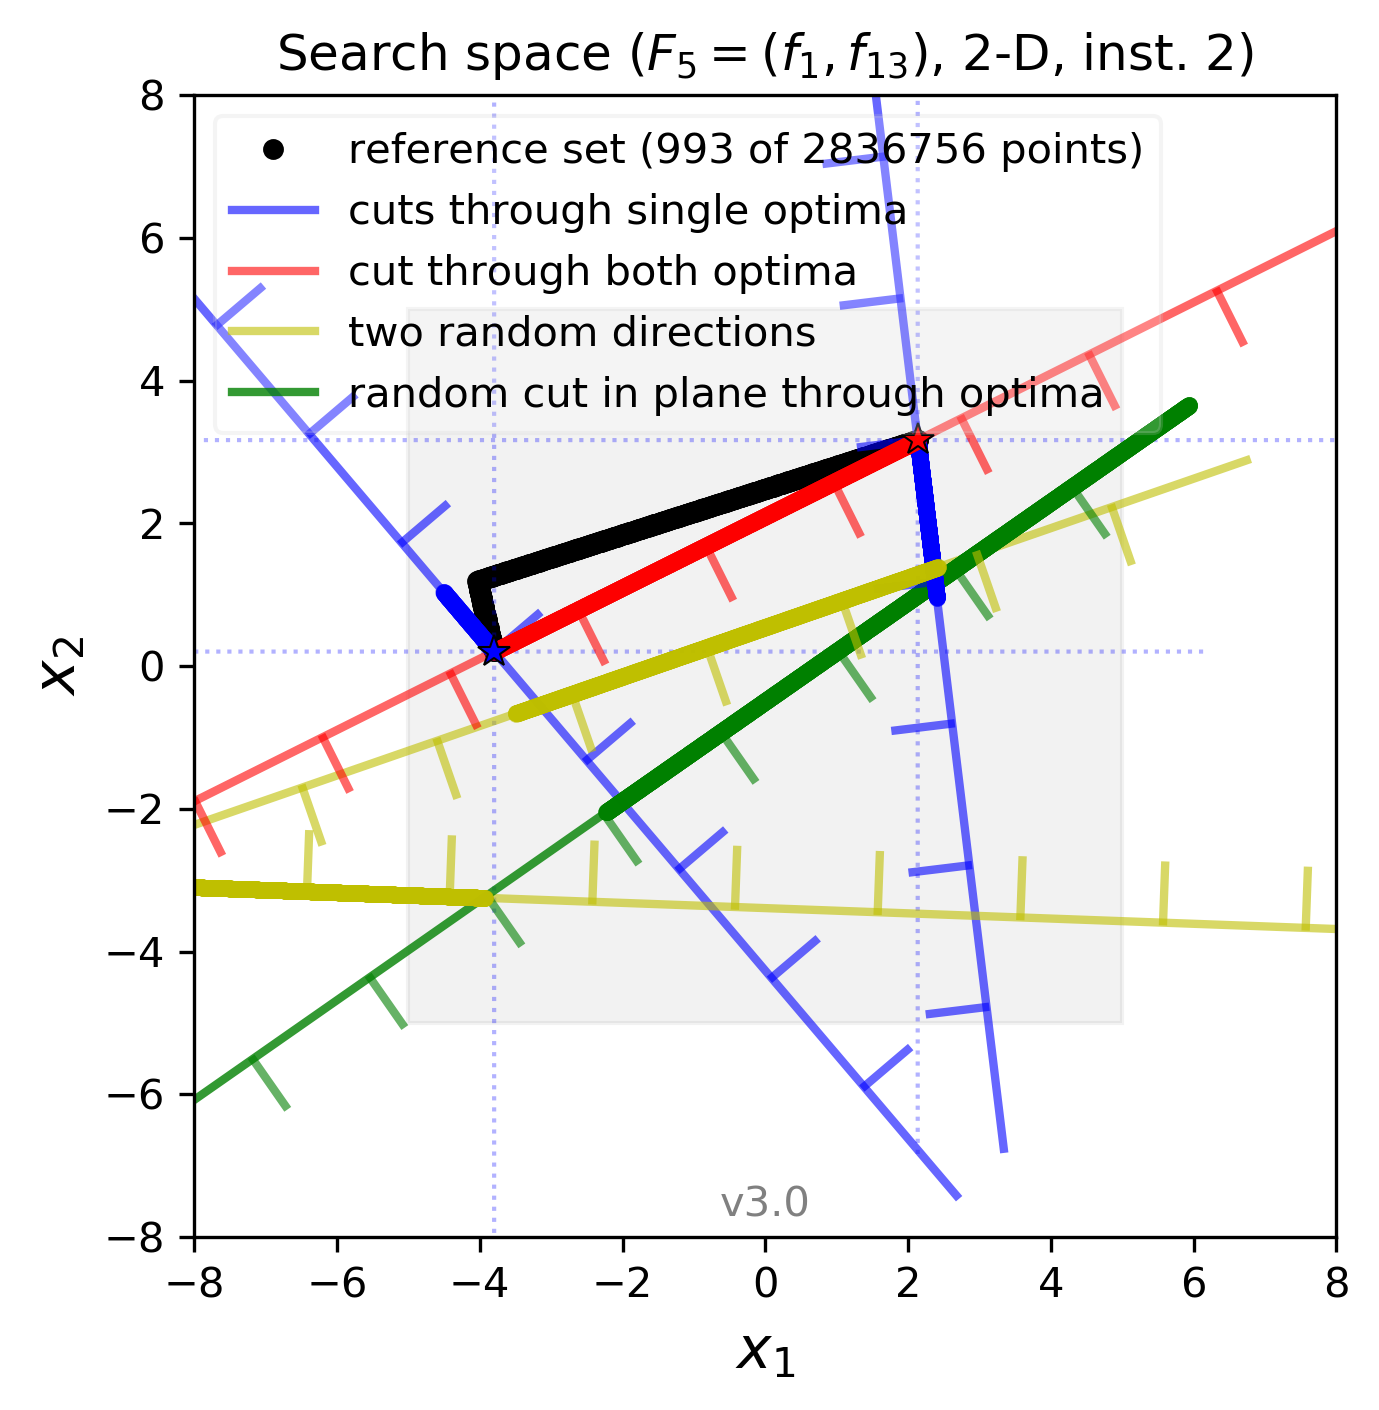 Search space (F₅ = (f₁, f₁₃), 2-D, inst. 2)
reference set (993 of 2836756 points)
cuts through single optima
cut through both optima
two random directions
random cut in plane through optima
8
6
4
2
0
−2
−4
−6
−8
x₂
v3.0
−8 −6 −4 −2 0 2 4 6 8
x₁